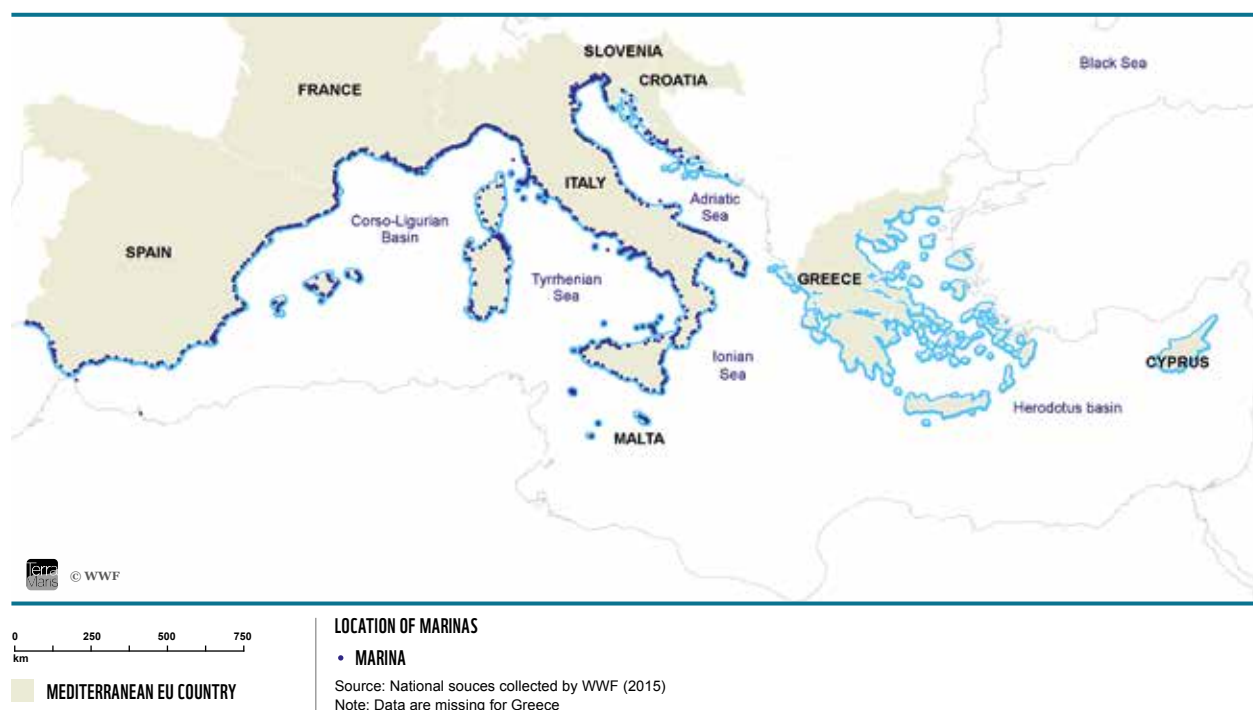 SLOVENIA
Black Sea
CROATIA
FRANCE
ITALY
Adriatic
Sea
Corso-Ligurian
Basin
SPAIN
Tyrrhenian
Sea
GREECE
Ionian
Sea
CYPRUS
Herodotus basin
MALTA
Terra
Maris
© WWF
0 250 500 750
km
MEDITERRANEAN EU COUNTRY
LOCATION OF MARINAS
• MARINA
Source: National souces collected by WWF (2015)
Note: Data are missing for Greece